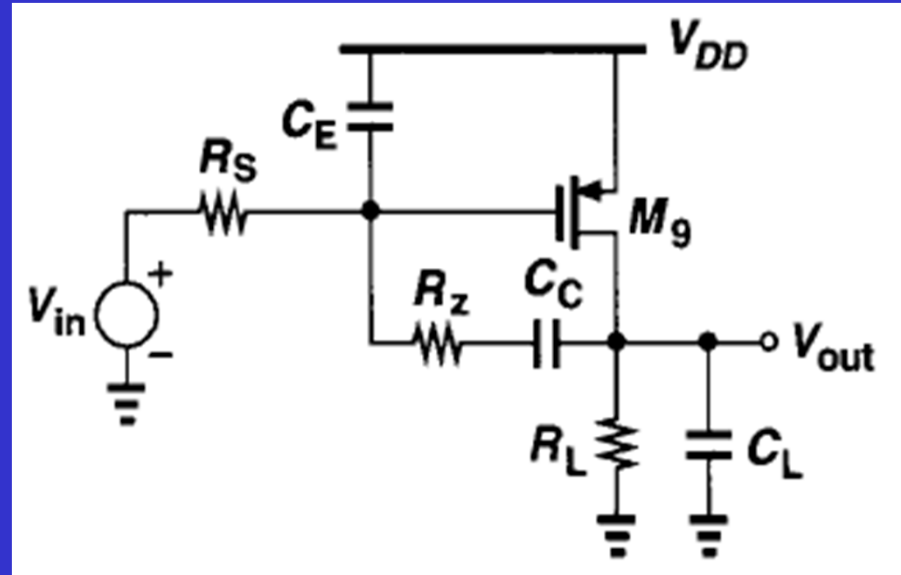 V_DD
C_E
R_S
M_9
V_in
+
−
R_z
C_C
V_out
R_L
C_L